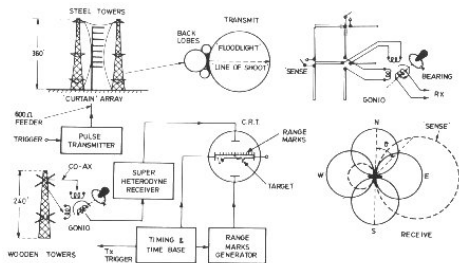 STEEL TOWERS
360'
'CURTAIN' ARRAY
600Ω
FEEDER
TRIGGER
PULSE
TRANSMITTER
BACK
LOBES
TRANSMIT
FLOODLIGHT
LINE OF SHOOT
'SENSE'
BEARING
GONIO
RX
CO-AX
240'
GONIO
WOODEN TOWERS
SUPER
HETERODYNE
RECEIVER
C.R.T.
RANGE
MARKS
TARGET
Tx
TRIGGER
TIMING &
TIME BASE
RANGE
MARKS
GENERATOR
N
'SENSE'
θ
W
E
S
RECEIVE